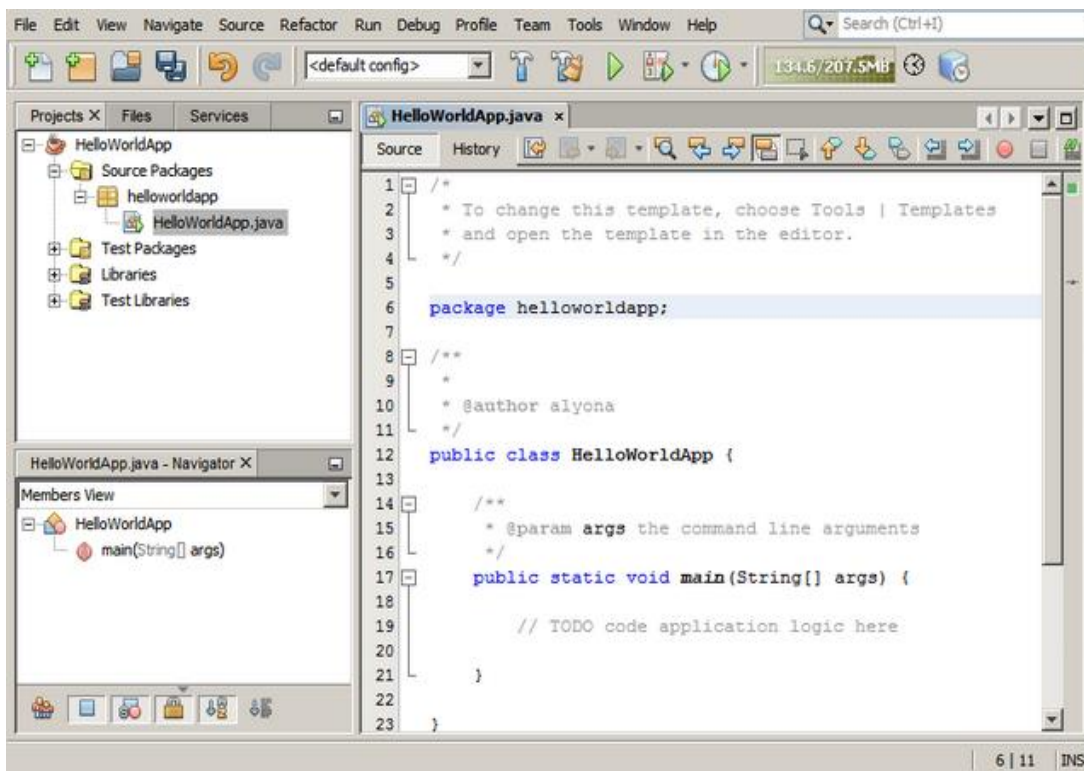 File Edit View Navigate Source Refactor Run Debug Profile Team Tools Window Help Search (Ctrl+I)
<default config> 134.6/207.5MB
Projects Files Services
HelloWorldApp
Source Packages
helloworldapp
HelloWorldApp.java
Test Packages
Libraries
Test Libraries
HelloWorldApp.java - Navigator
Members View
HelloWorldApp
main(String[] args)
HelloWorldApp.java
Source History
1 /*
2 * To change this template, choose Tools | Templates
3 * and open the template in the editor.
4 */
5
6 package helloworldapp;
7
8 /**
9 *
10 * @author alyona
11 */
12 public class HelloWorldApp {
13
14 /**
15 * @param args the command line arguments
16 */
17 public static void main(String[] args) {
18
19 // TODO code application logic here
20
21 }
22
23 }
6 | 11 INS